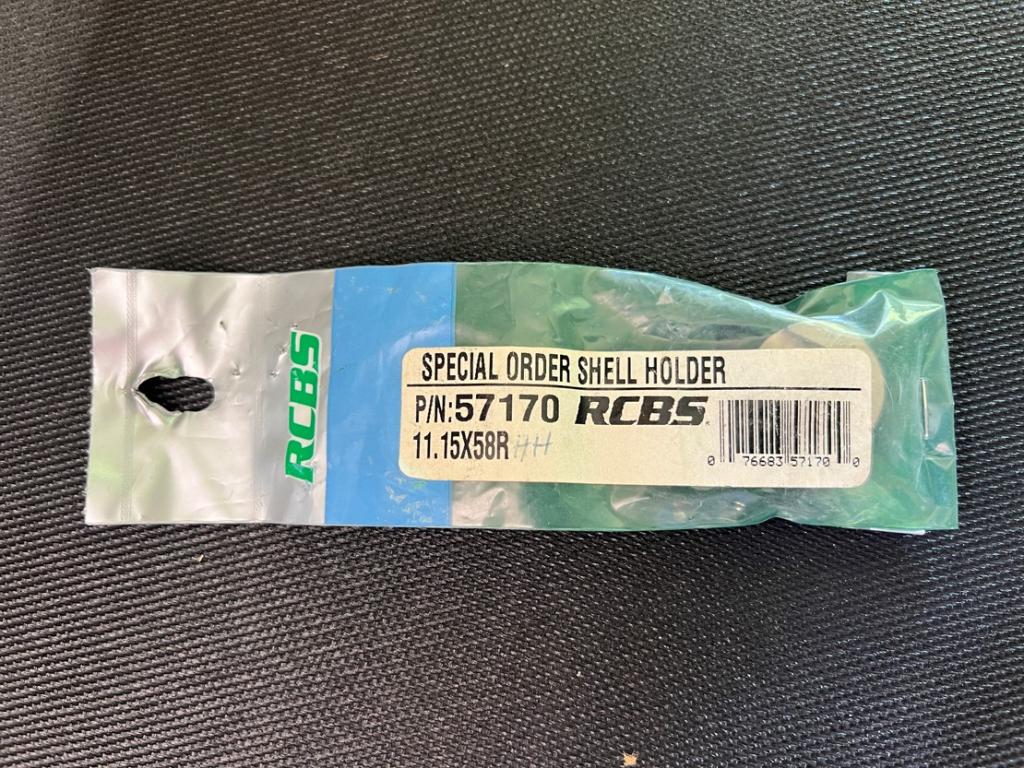 RCBS
SPECIAL ORDER SHELL HOLDER
P/N:57170 RCBS
11.15X58R
0 76683 57170 0